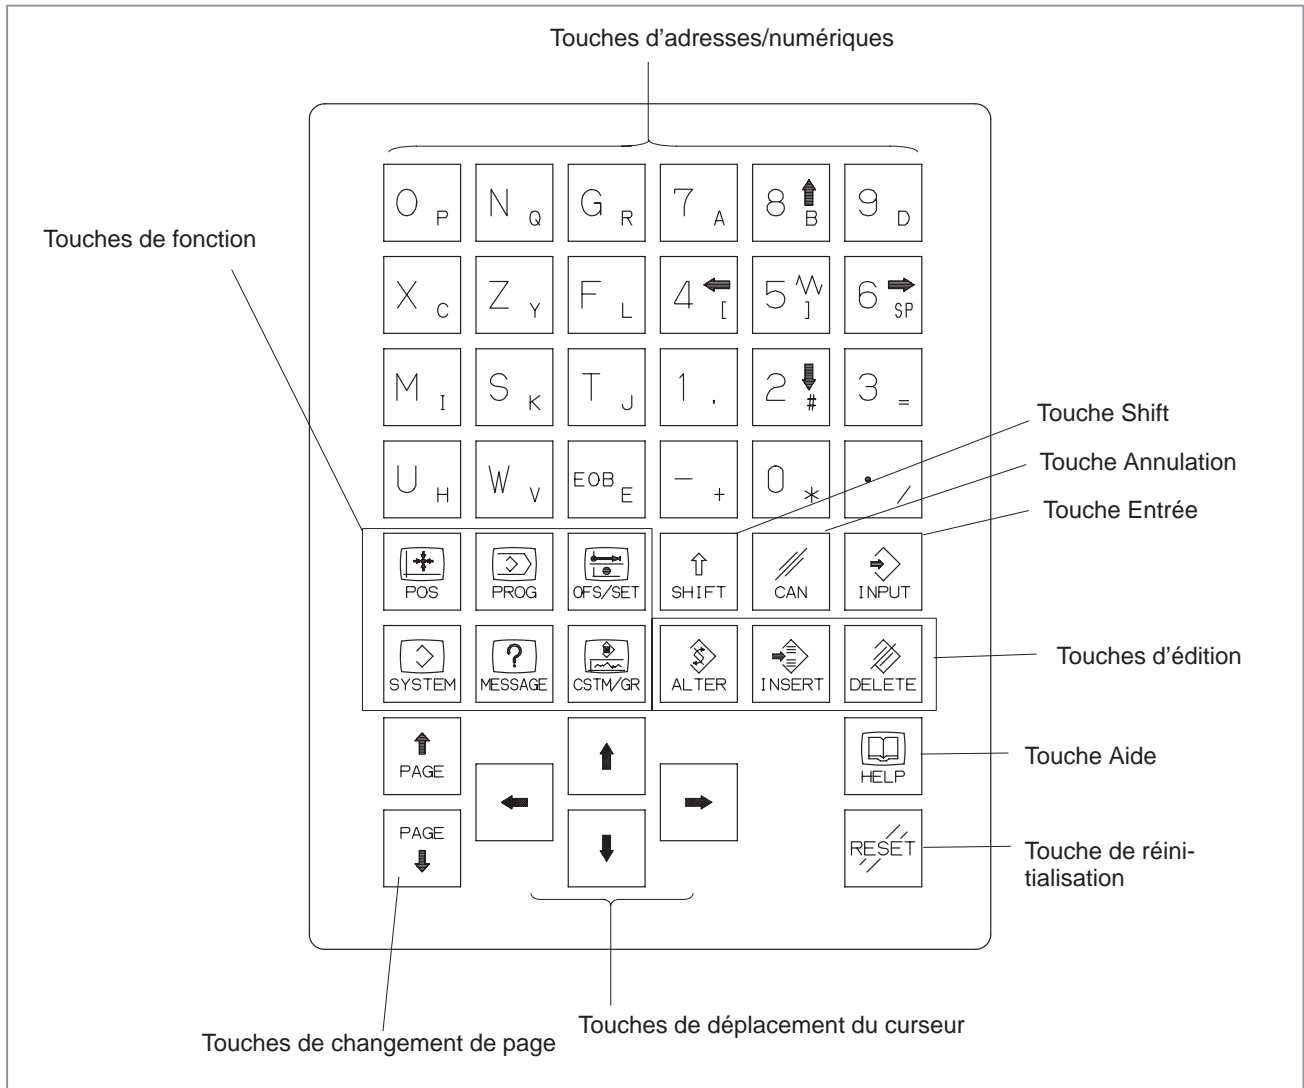 Touches d'adresses/numériques
Touches de fonction
O P N Q G R 7 A 8 B 9 D
X C Z Y F L 4 [ 5 ] 6 SP
M I S K T J 1 , 2 # 3 =
Touche Shift
Touche Annulation
U H W V EOB E - + 0 * . /
Touche Entrée
POS PROG OFS/SET SHIFT CAN INPUT
Touches d'édition
SYSTEM MESSAGE CSTM/GR ALTER INSERT DELETE
PAGE HELP
Touche Aide
PAGE RESET
Touche de réini-
tialisation
Touches de déplacement du curseur
Touches de changement de page